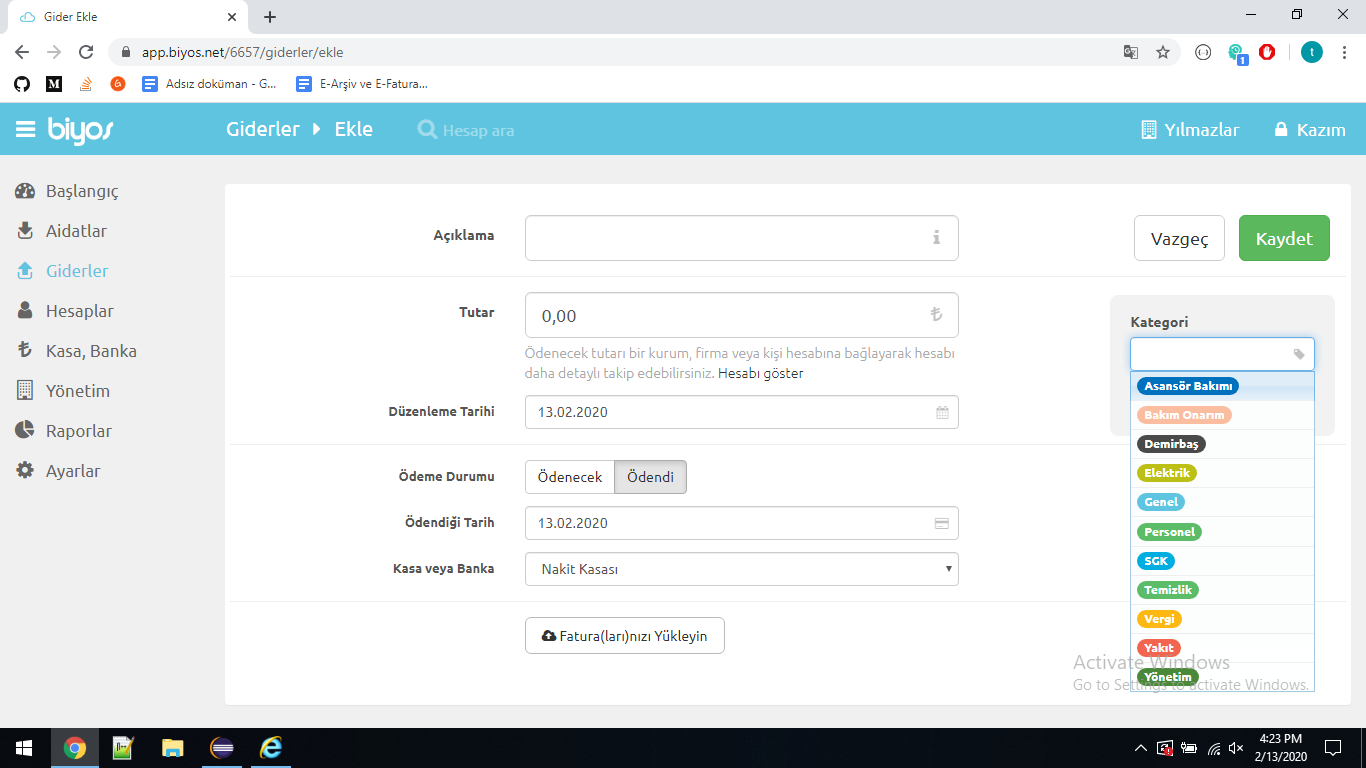 Gider Ekle
app.biyos.net/6657/giderler/ekle
Adsız doküman - G...
E-Arşiv ve E-Fatura...
biyos
Giderler Ekle
Hesap ara
Yılmazlar
Kazım
Başlangıç
Aidatlar
Giderler
Hesaplar
Kasa, Banka
Yönetim
Raporlar
Ayarlar
Açıklama
Vazgeç
Kaydet
Tutar
0,00
Ödenecek tutarı bir kurum, firma veya kişi hesabına bağlayarak hesabı
daha detaylı takip edebilirsiniz. Hesabı göster
Düzenleme Tarihi
13.02.2020
Ödeme Durumu
Ödenecek
Ödendi
Ödendiği Tarih
13.02.2020
Kasa veya Banka
Nakit Kasası
Fatura(ları)nızı Yükleyin
Kategori
Asansör Bakımı
Bakım Onarım
Demirbaş
Elektrik
Genel
Personel
SGK
Temizlik
Vergi
Yakıt
Yönetim
Activate Windows
Go to Settings to activate Windows.
4:23 PM
2/13/2020